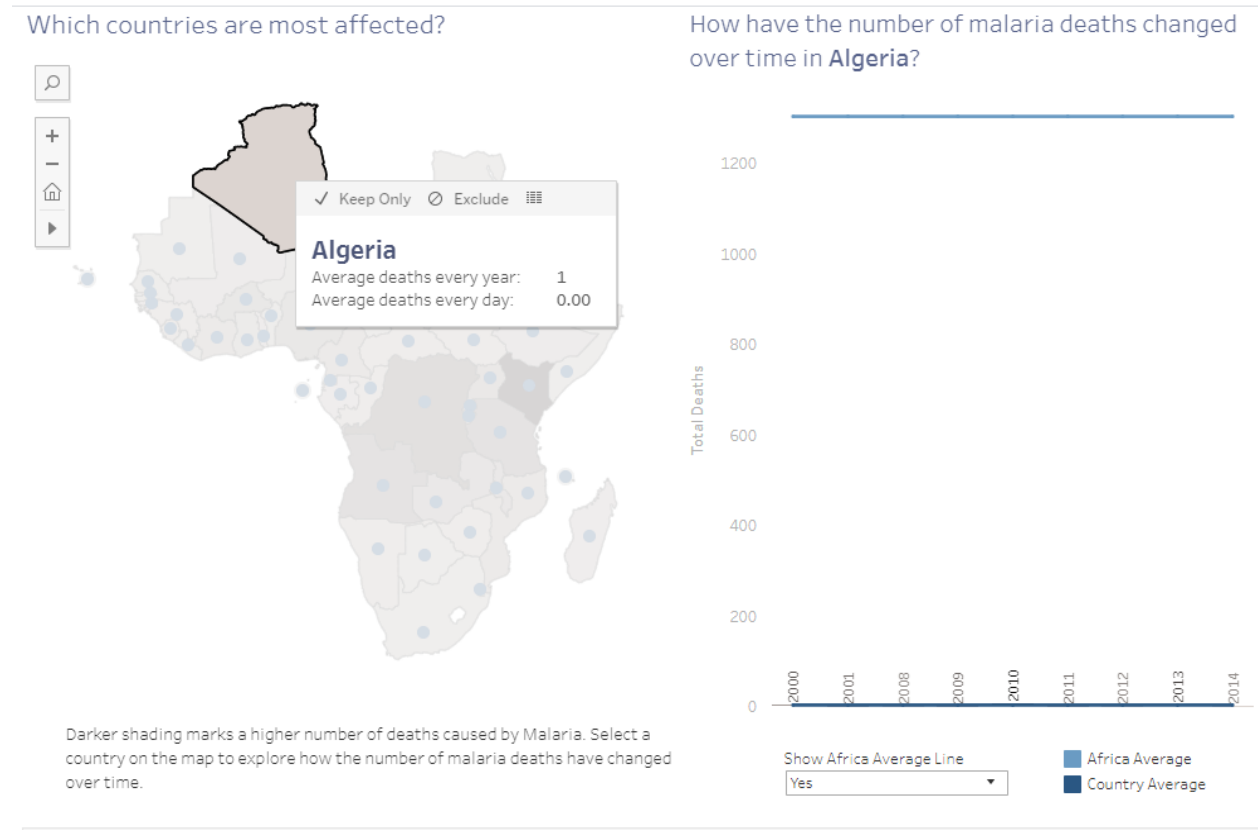 Which countries are most affected?
Keep Only Exclude
Algeria
Average deaths every year: 1
Average deaths every day: 0.00
Darker shading marks a higher number of deaths caused by Malaria. Select a
country on the map to explore how the number of malaria deaths have changed
over time.
How have the number of malaria deaths changed
over time in Algeria?
Total Deaths
1200
1000
800
600
400
200
0
2000 2001 2008 2009 2010 2011 2012 2013 2014
Show Africa Average Line
Yes
Africa Average
Country Average